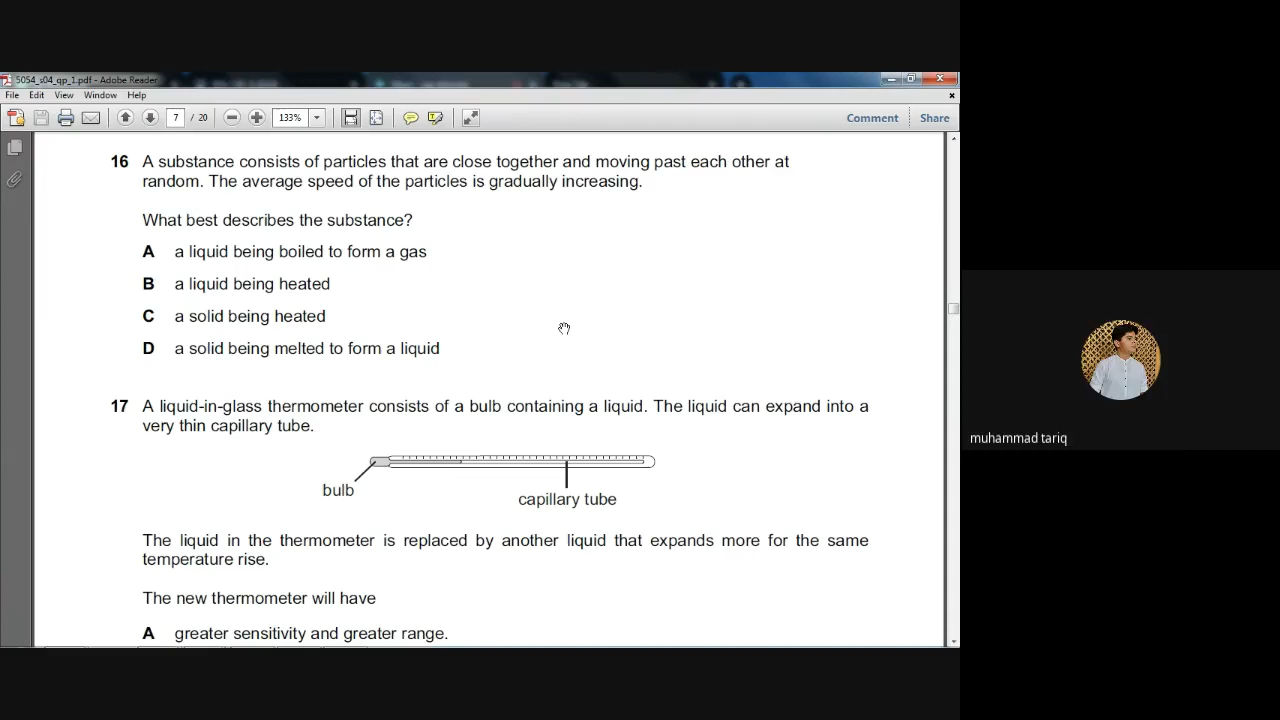 5054_s04_qp_1.pdf - Adobe Reader
File Edit View Window Help
7 / 20 133% Comment Share
16 A substance consists of particles that are close together and moving past each other at
random. The average speed of the particles is gradually increasing.
What best describes the substance?
A a liquid being boiled to form a gas
B a liquid being heated
C a solid being heated
D a solid being melted to form a liquid
17 A liquid-in-glass thermometer consists of a bulb containing a liquid. The liquid can expand into a
very thin capillary tube.
bulb
capillary tube
The liquid in the thermometer is replaced by another liquid that expands more for the same
temperature rise.
The new thermometer will have
A greater sensitivity and greater range.
muhammad tariq